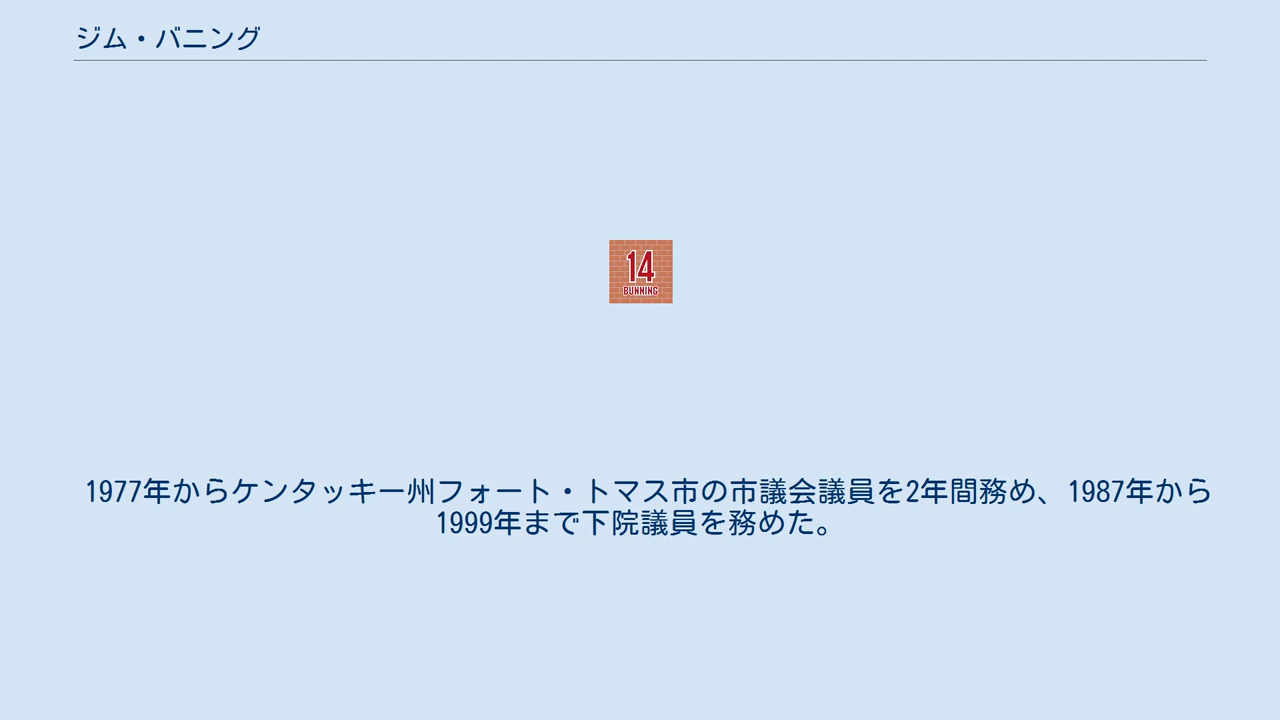 ジム・バニング
14
BUNNING
1977年からケンタッキー州フォート・トマス市の市議会議員を2年間務め、1987年から
1999年まで下院議員を務めた。